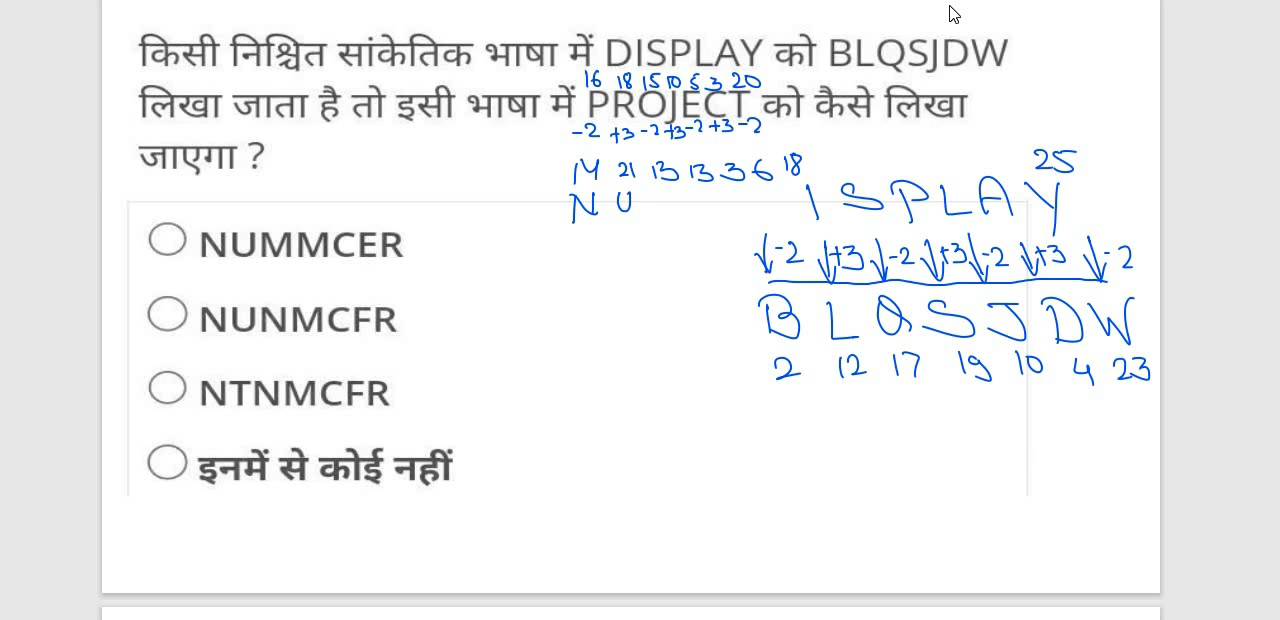 किसी निश्चित सांकेतिक भाषा में DISPLAY को BLQSJDW
16 18 15 10 5 3 20
लिखा जाता है तो इसी भाषा में PROJECT को कैसे लिखा
-2 +3 -2 +3 -2 +3 -2
जाएगा ?
14 21 13 13 3 6 18
N U
25
I S P L A Y
-2 +3 -2 +3 -2 +3 -2
B L Q S J D W
2 12 17 19 10 4 23
NUMMCER
NUNMCFR
NTNMCFR
इनमें से कोई नहीं